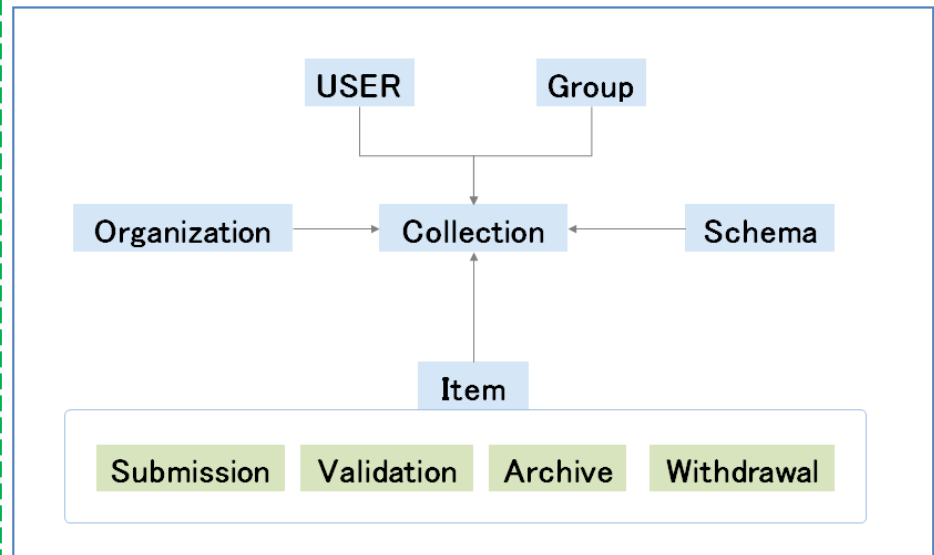 USER
Group
Organization
Collection
Schema
Item
Submission
Validation
Archive
Withdrawal